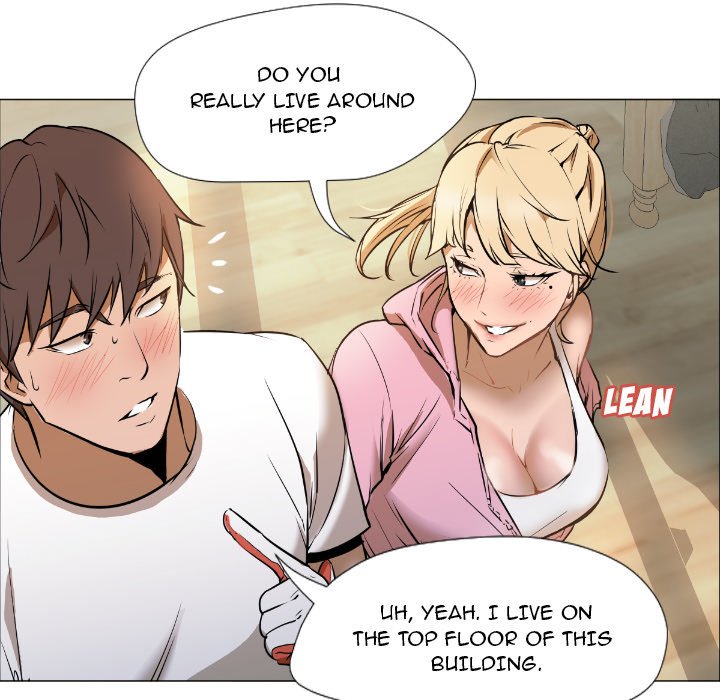 DO YOU
REALLY LIVE AROUND
HERE?
LEAN
UH, YEAH. I LIVE ON
THE TOP FLOOR OF THIS
BUILDING.